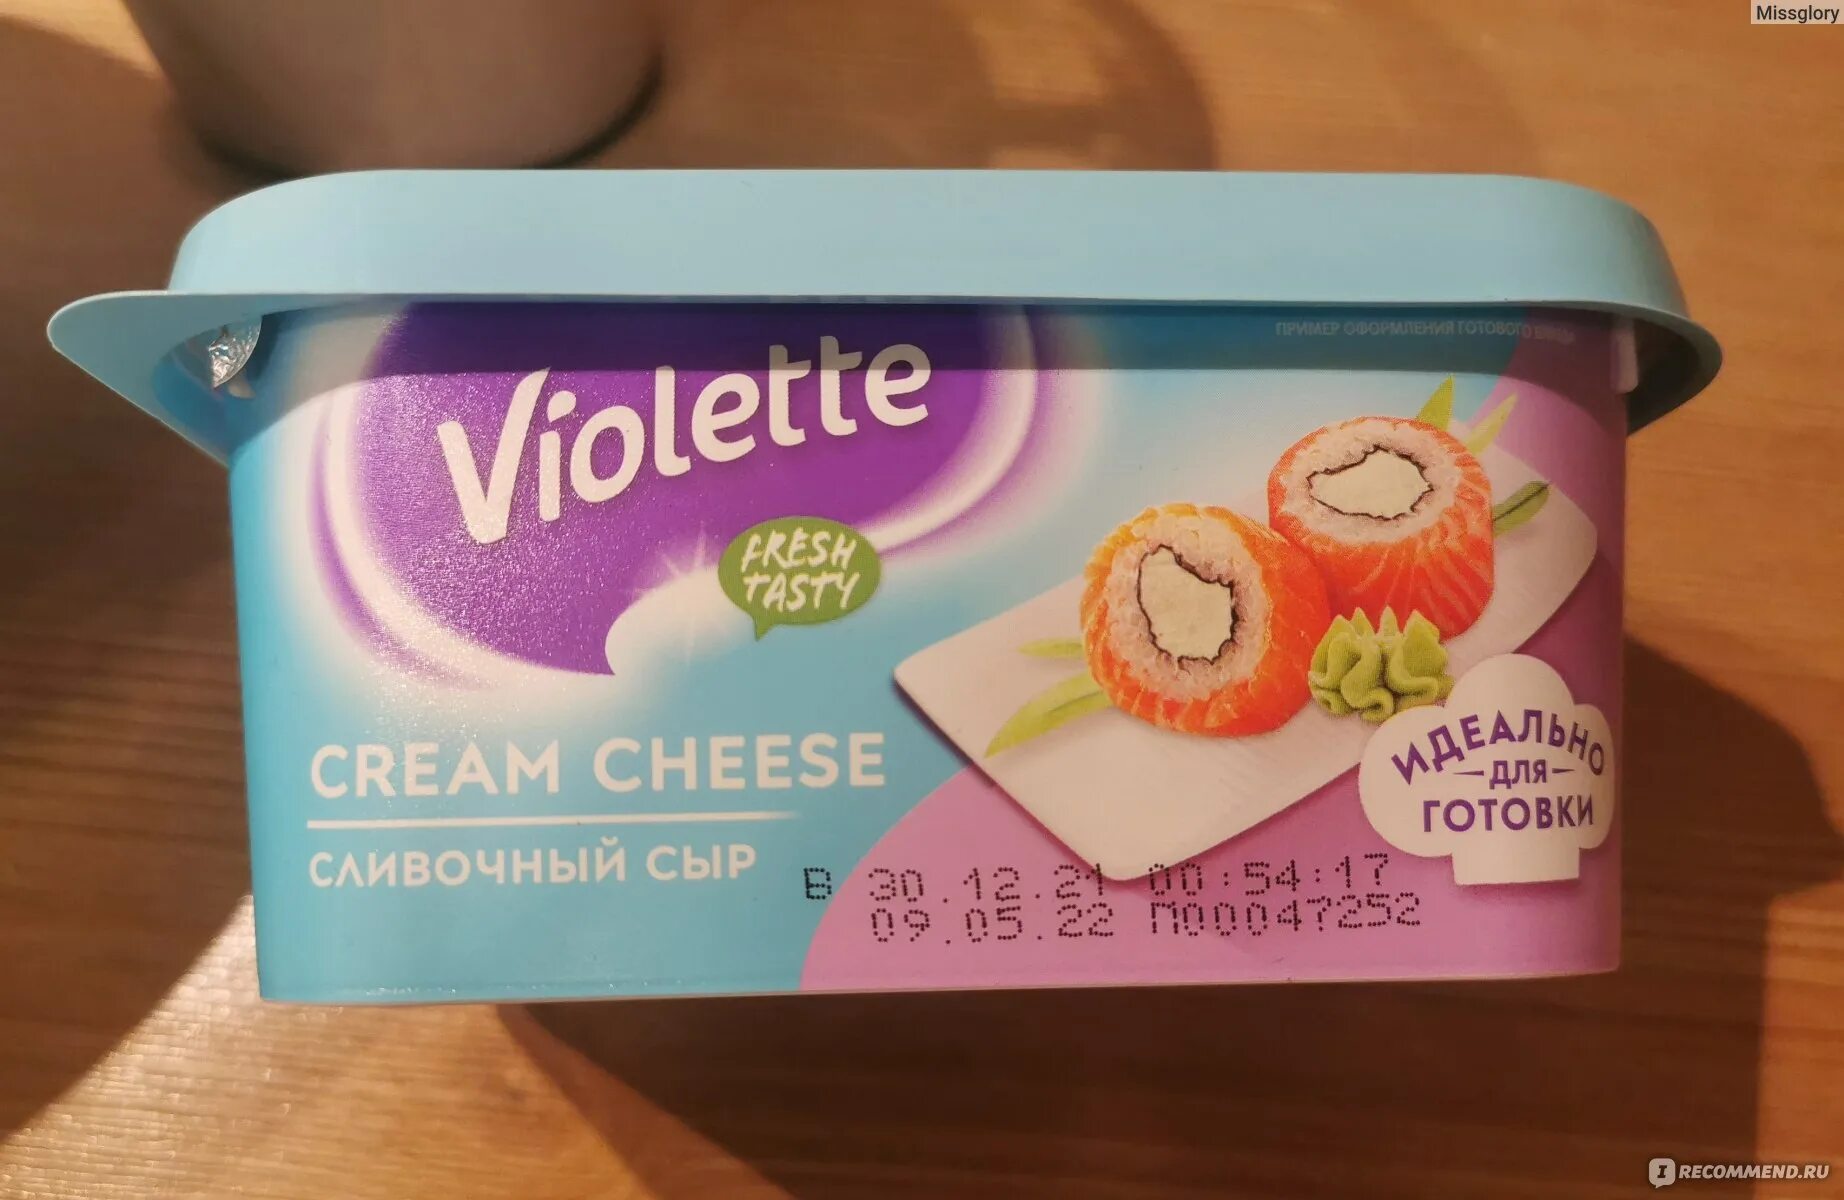 Missglory
ПРИМЕР ОФОРМЛЕНИЯ ГОТОВОГО БЛЮДА
Violette
FRESH
TASTY
CREAM CHEESE
СЛИВОЧНЫЙ СЫР
ИДЕАЛЬНО
ДЛЯ
ГОТОВКИ
В 30.12.21 00:54:17
09.05.22 П00047252
IRECOMMEND.RU